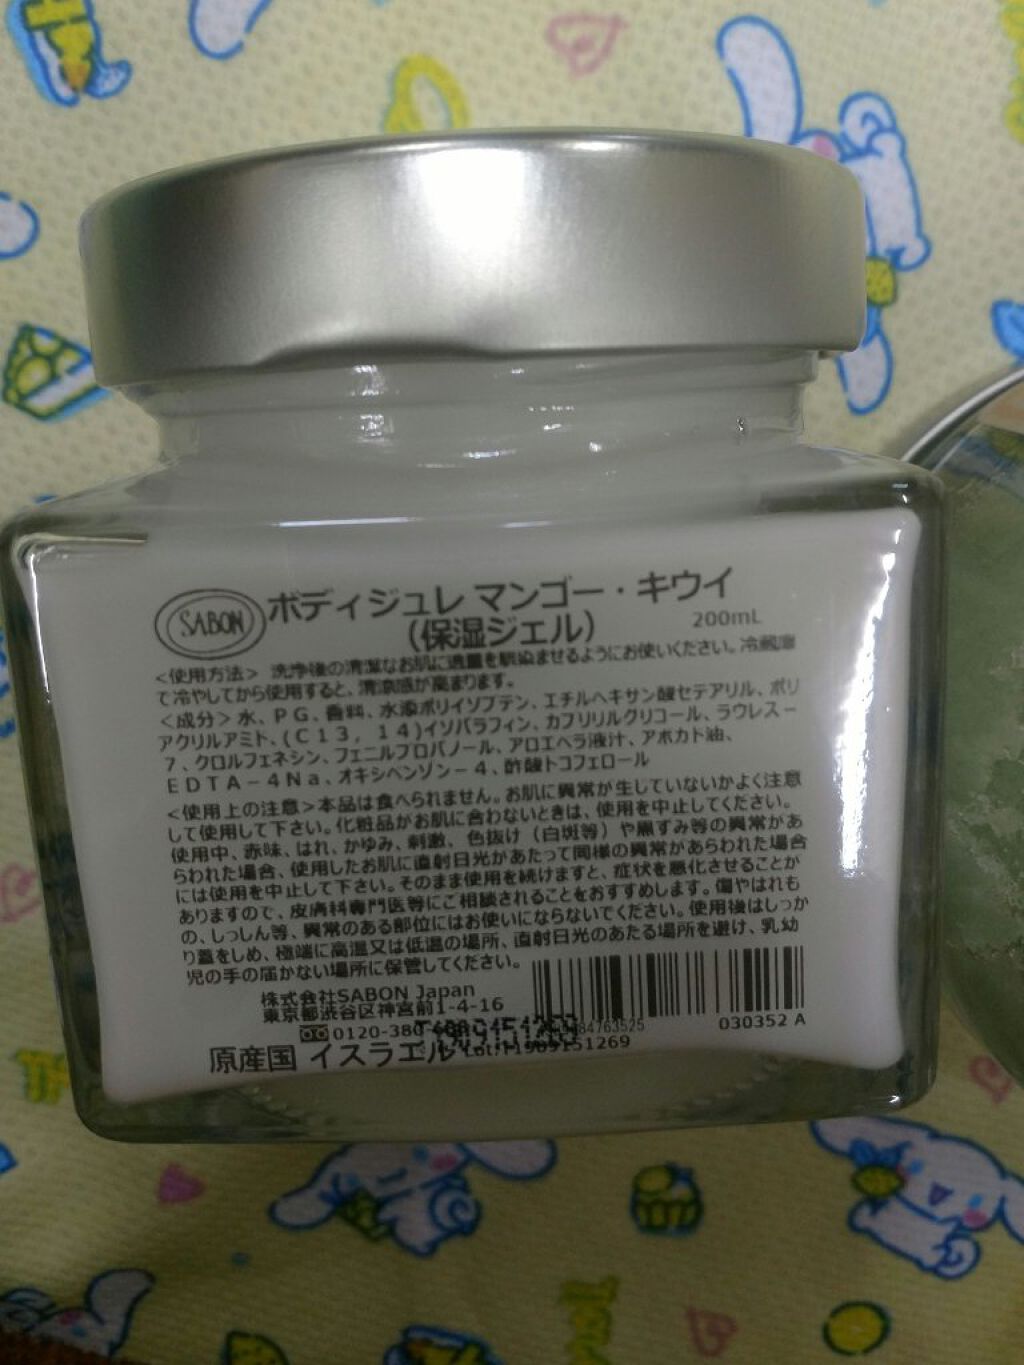 SABON
ボディジュレ マンゴー・キウイ
(保湿ジェル)
200mL
<使用方法> 洗浄後の清潔なお肌に適量を馴染ませるようにお使いください。冷蔵庫
で冷やしてから使用すると、清涼感が高まります。
<成分>水、PG、香料、水添ポリイソブテン、エチルヘキサン酸セテアリル、ポリ
アクリルアミド、(C13，14)イソパラフィン、カプリリルグリコール、ラウレス－
7、クロルフェネシン、フェニルプロパノール、アロエベラ液汁、アボカド油、
EDTA－4Na、オキシベンゾン－4、酢酸トコフェロール
<使用上の注意>本品は食べられません。お肌に異常が生していないかよく注意
して使用して下さい。化粧品がお肌に合わないときは、使用を中止してください。
使用中、赤味、はれ、かゆみ、刺激、色抜け（白斑等）や黒ずみ等の異常があ
らわれた場合、使用したお肌に直射日光があたって同様の異常があらわれた場合
には使用を中止して下さい。そのまま使用を続けますと、症状を悪化させることが
ありますので、皮膚科専門医等にご相談されることをおすすめします。傷やはれも
の、しっしん等、異常のある部位にはお使いにならないでください。使用後はしっか
り蓋をしめ、極端に高温又は低温の場所、直射日光のあたる場所を避け、乳幼
児の手の届かない場所に保管してください。
株式会社SABON Japan
東京都渋谷区神宮前1-4-16
0120-380
84763525
030352 A
原産国 イスラエル Lot:T1909151269